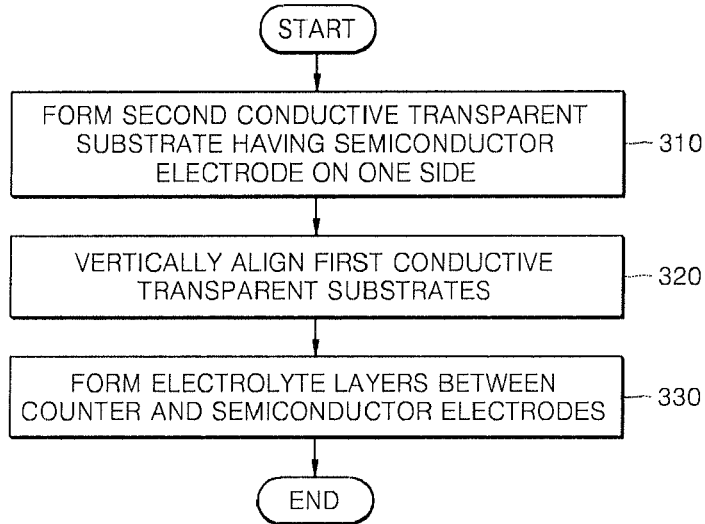 START
FORM SECOND CONDUCTIVE TRANSPARENT
SUBSTRATE HAVING SEMICONDUCTOR
ELECTRODE ON ONE SIDE
310
VERTICALLY ALIGN FIRST CONDUCTIVE
TRANSPARENT SUBSTRATES
320
FORM ELECTROLYTE LAYERS BETWEEN
COUNTER AND SEMICONDUCTOR ELECTRODES
330
END